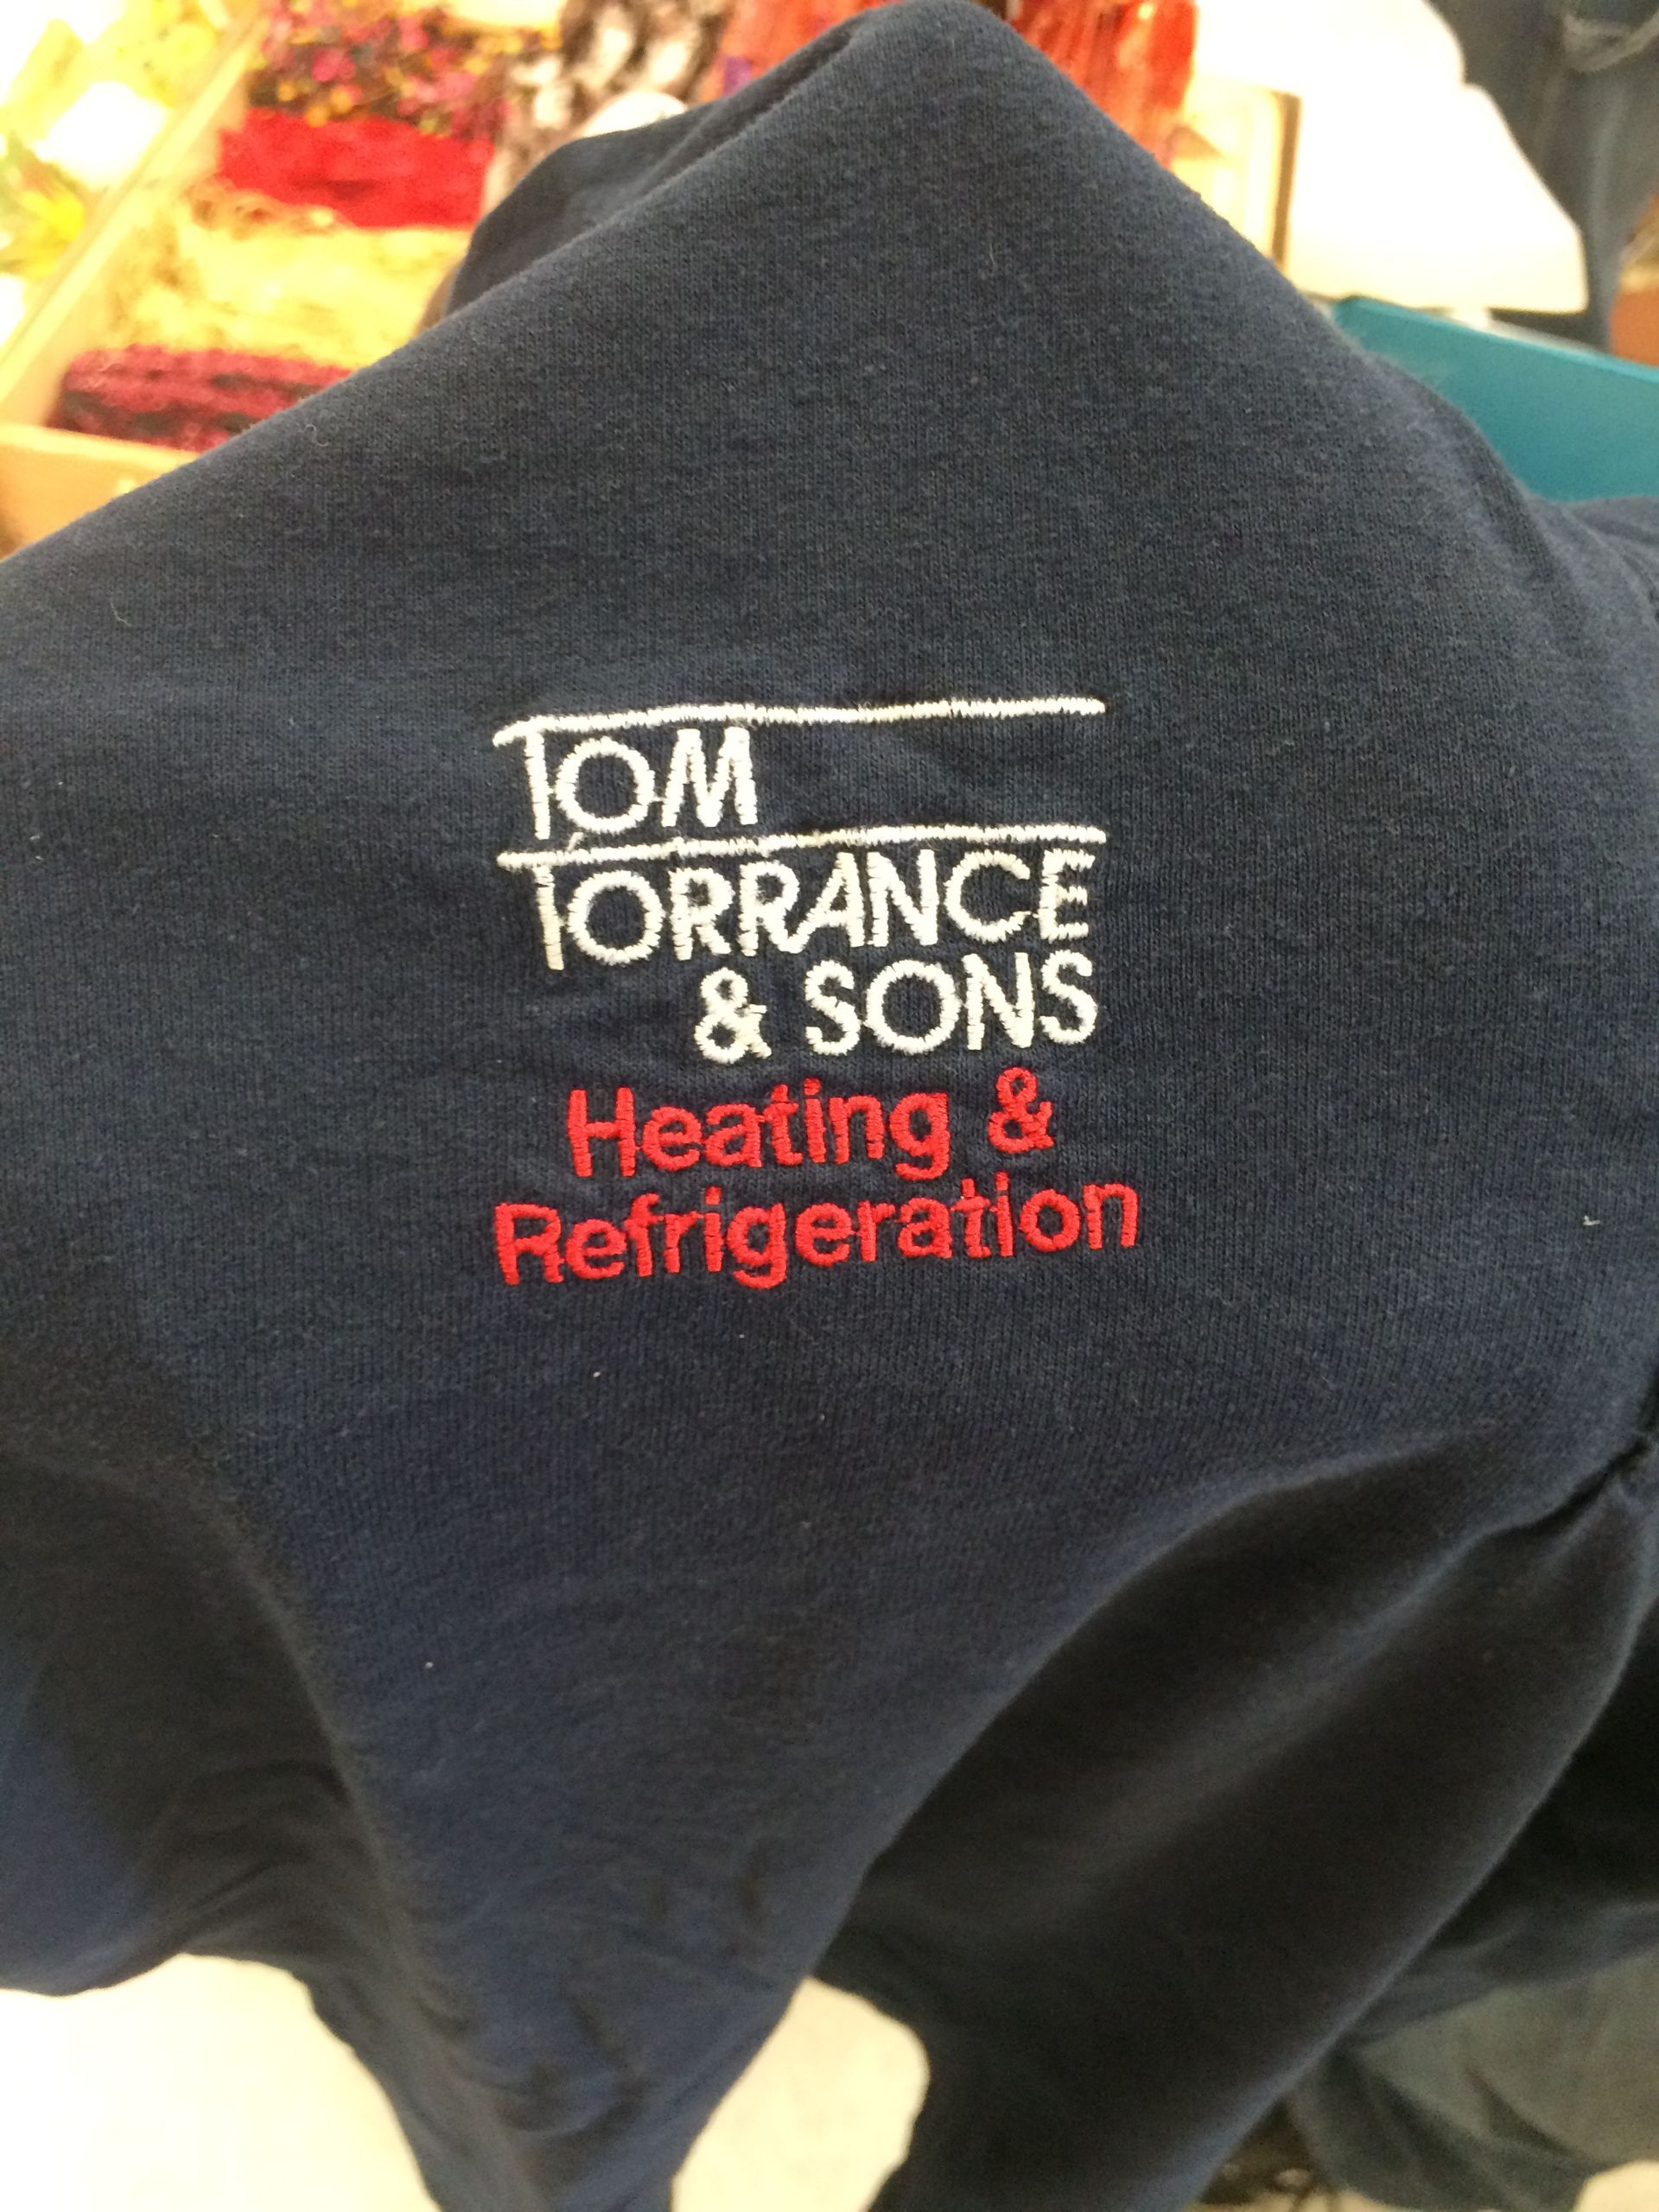 TOM
TORRANCE
& SONS
Heating &
Refrigeration